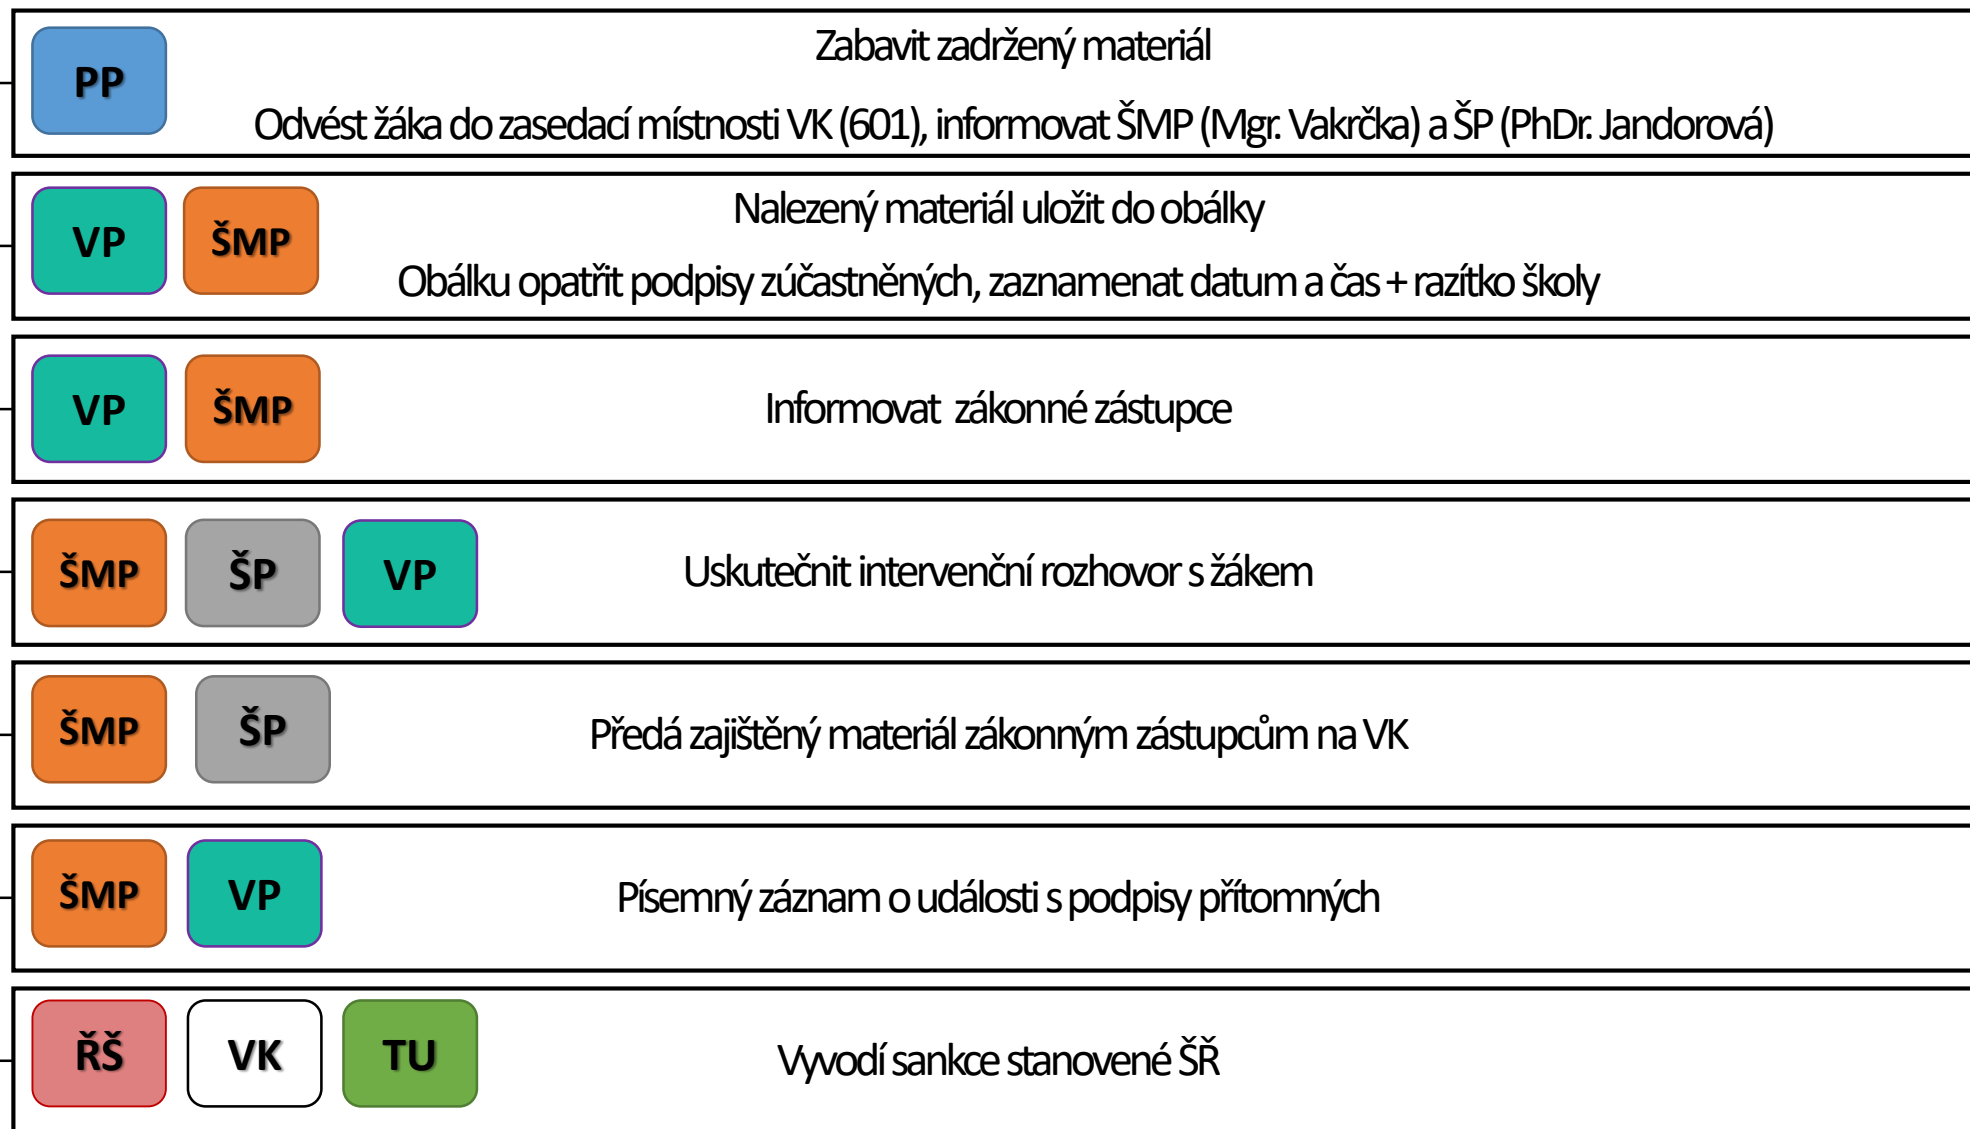 PP
Zabavit zadržený materiál
Odvést žáka do zasedací místnosti VK (601), informovat ŠMP (Mgr. Vakrčka) a ŠP (PhDr. Jandorová)
VP ŠMP
Nalezený materiál uložit do obálky
Obálku opatřit podpisy zúčastněných, zaznamenat datum a čas + razítko školy
VP ŠMP Informovat zákonné zástupce
ŠMP ŠP VP Uskutečnit intervenční rozhovor s žákem
ŠMP ŠP Předá zajištěný materiál zákonným zástupcům na VK
ŠMP VP Písemný záznam o události s podpisy přítomných
ŘŠ VK TU Vyvodí sankce stanovené ŠŘ